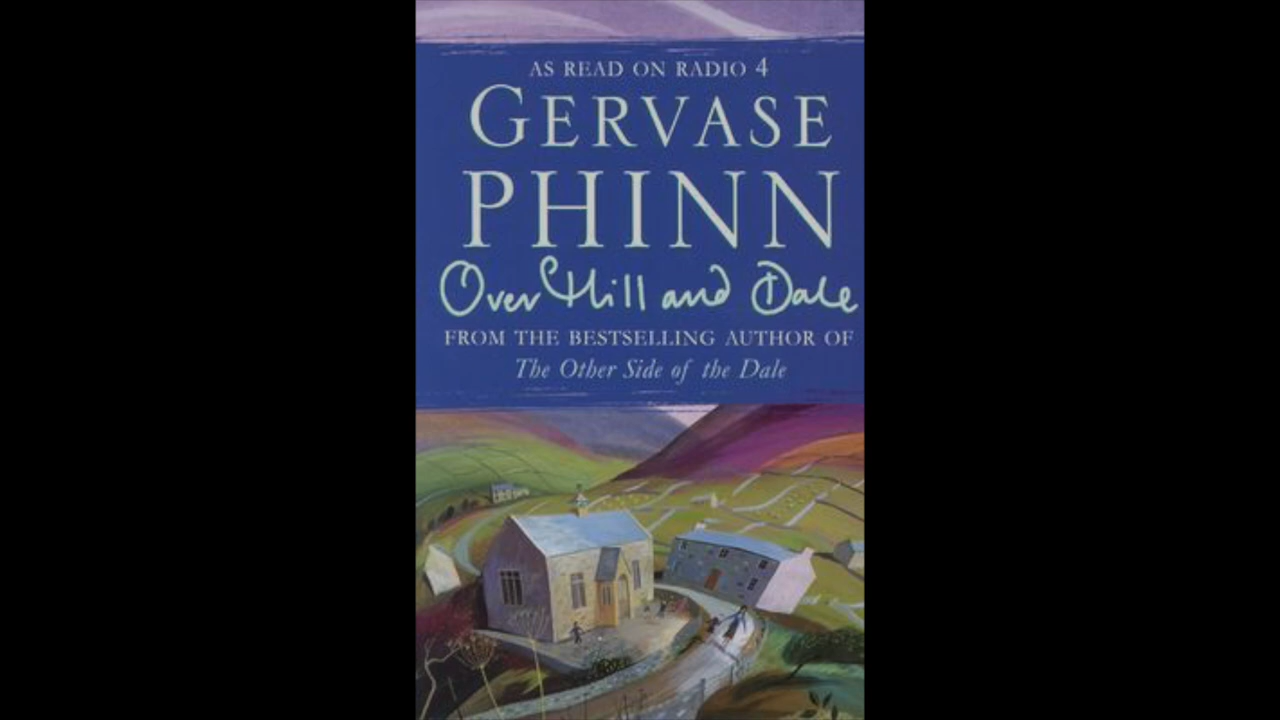 AS READ ON RADIO 4
GERVASE
PHINN
Over Hill and Dale
FROM THE BESTSELLING AUTHOR OF
The Other Side of the Dale